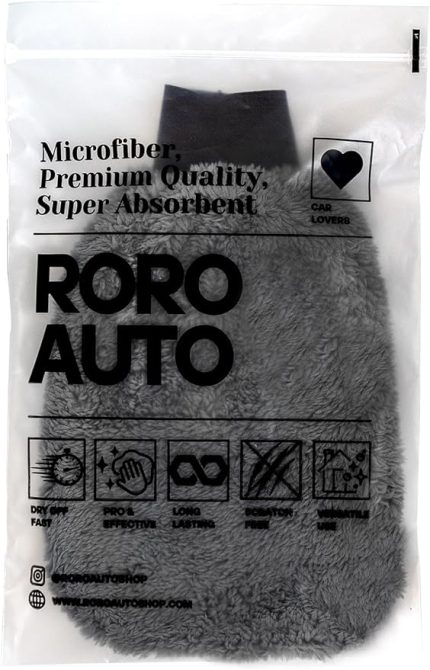 Microfiber,
Premium Quality,
Super Absorbent
CAR
LOVERS
RORO
AUTO
DRY OFF
FAST
PRO &
EFFECTIVE
LONG
LASTING
SCRATCH
FREE
VERSATILE
USE
@ROROAUTOSHOP
WWW.ROROAUTOSHOP.COM